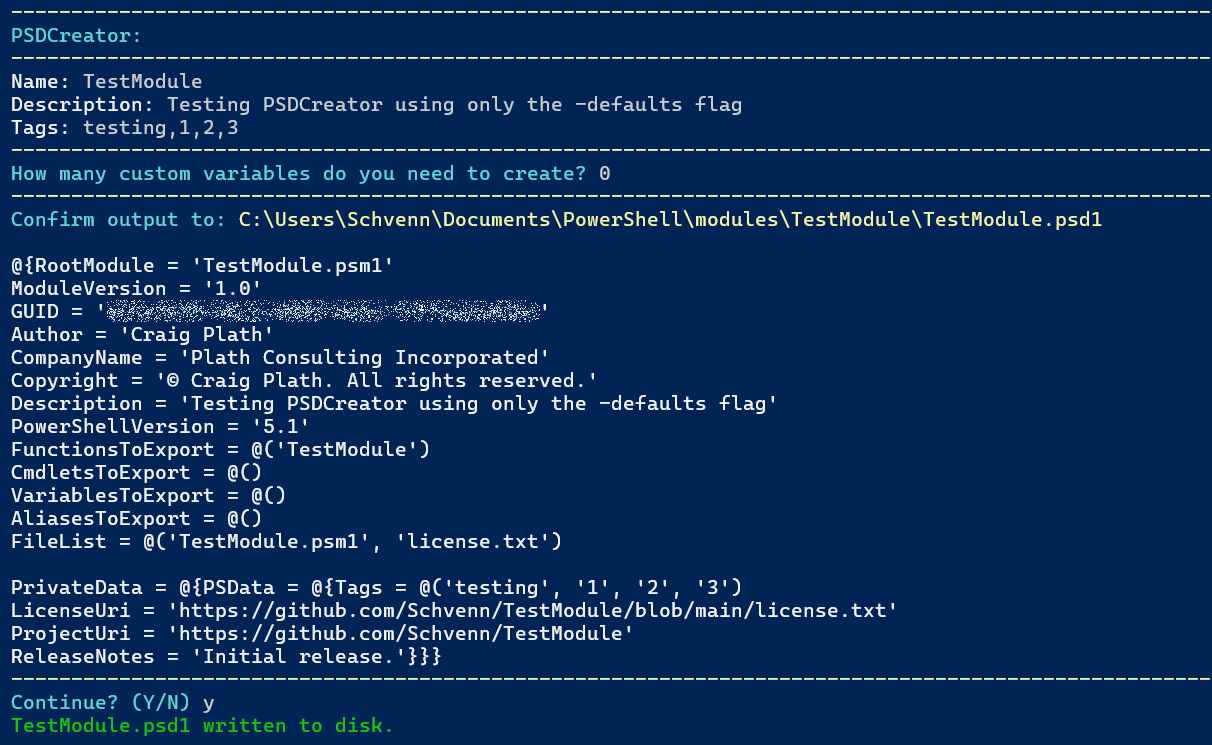 PSDCreator:
Name: TestModule
Description: Testing PSDCreator using only the -defaults flag
Tags: testing,1,2,3
How many custom variables do you need to create? 0
Confirm output to: C:\Users\Schvenn\Documents\PowerShell\modules\TestModule\TestModule.psd1
@{RootModule = 'TestModule.psm1'
ModuleVersion = '1.0'
GUID = ''
Author = 'Craig Plath'
CompanyName = 'Plath Consulting Incorporated'
Copyright = '© Craig Plath. All rights reserved.'
Description = 'Testing PSDCreator using only the -defaults flag'
PowerShellVersion = '5.1'
FunctionsToExport = @('TestModule')
CmdletsToExport = @()
VariablesToExport = @()
AliasesToExport = @()
FileList = @('TestModule.psm1', 'license.txt')
PrivateData = @{PSData = @{Tags = @('testing', '1', '2', '3')
LicenseUri = 'https://github.com/Schvenn/TestModule/blob/main/license.txt'
ProjectUri = 'https://github.com/Schvenn/TestModule'
ReleaseNotes = 'Initial release.'}}}
Continue? (Y/N) y
TestModule.psd1 written to disk.